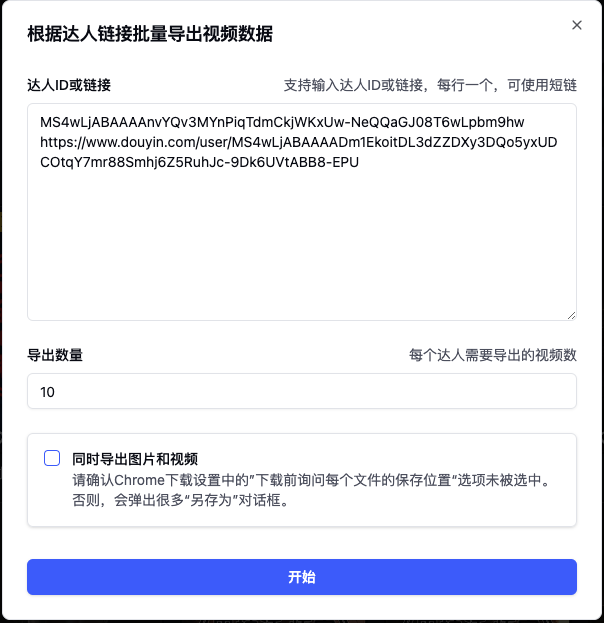 根据达人链接批量导出视频数据
达人ID或链接
支持输入达人ID或链接，每行一个，可使用短链
MS4wLjABAAAAnvYQv3MYnPiqTdmCkjWKxUw-NeQQaGJ08T6wLpbm9hw
https://www.douyin.com/user/MS4wLjABAAAADm1EkoitDL3dZZDXy3DQo5yxUD
COtqY7mr88Smhj6Z5RuhJc-9Dk6UVtABB8-EPU
导出数量
每个达人需要导出的视频数
10
同时导出图片和视频
请确认Chrome下载设置中的”下载前询问每个文件的保存位置“选项未被选中。
否则，会弹出很多“另存为”对话框。
开始